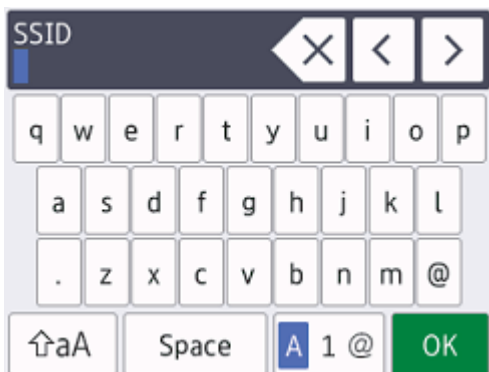 SSID
q w e r t y u i o p
a s d f g h j k l
. z x c v b n m @
aA Space A 1 @ OK